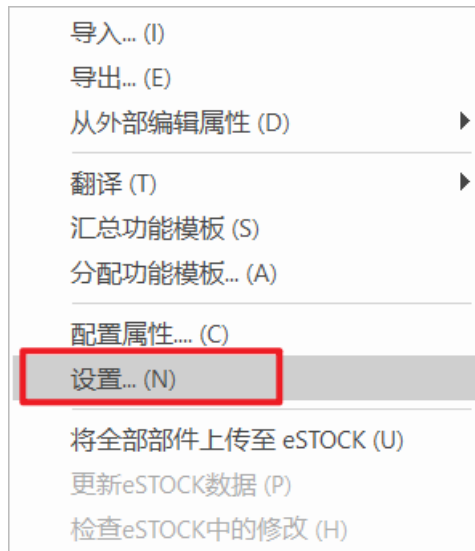 导入... (I)
导出... (E)
从外部编辑属性 (D)
翻译 (T)
汇总功能模板 (S)
分配功能模板... (A)
配置属性.... (C)
设置... (N)
将全部部件上传至 eSTOCK (U)
更新eSTOCK数据 (P)
检查eSTOCK中的修改 (H)